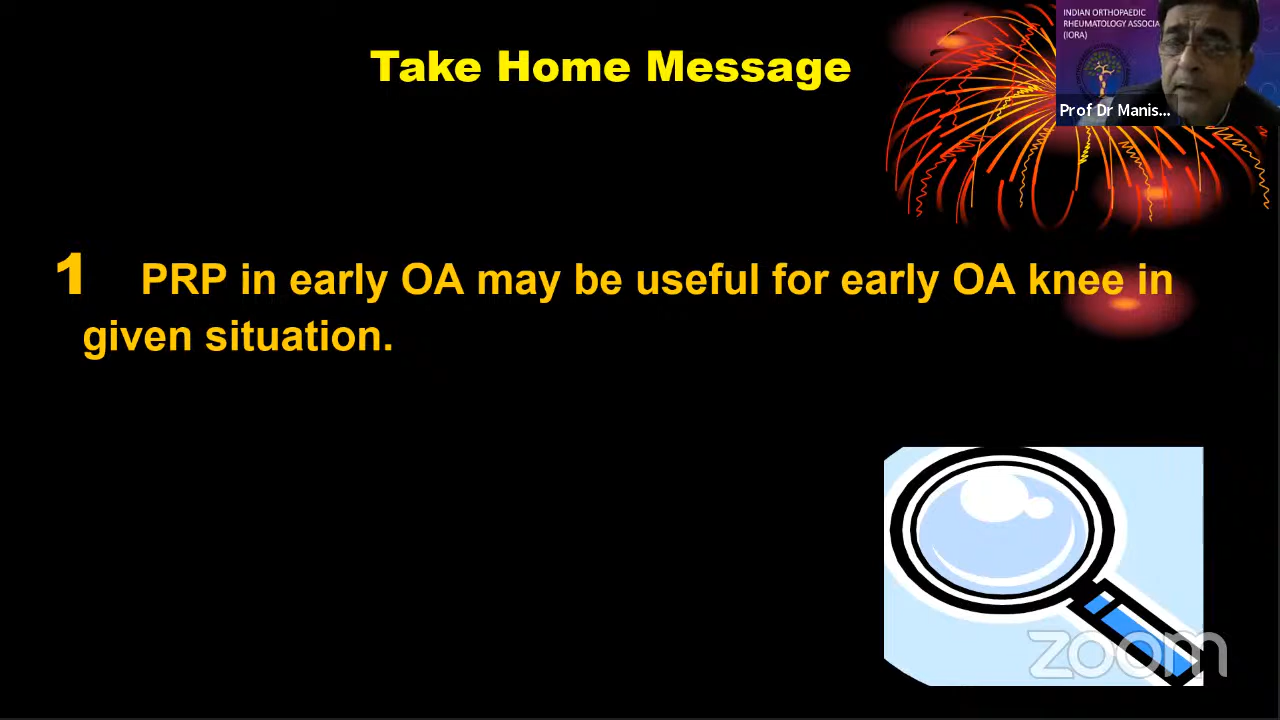 INDIAN ORTHOPAEDIC
RHEUMATOLOGY ASSOCIA
(IORA)
Prof Dr Manis...
Take Home Message
1 PRP in early OA may be useful for early OA knee in
given situation.
zoom